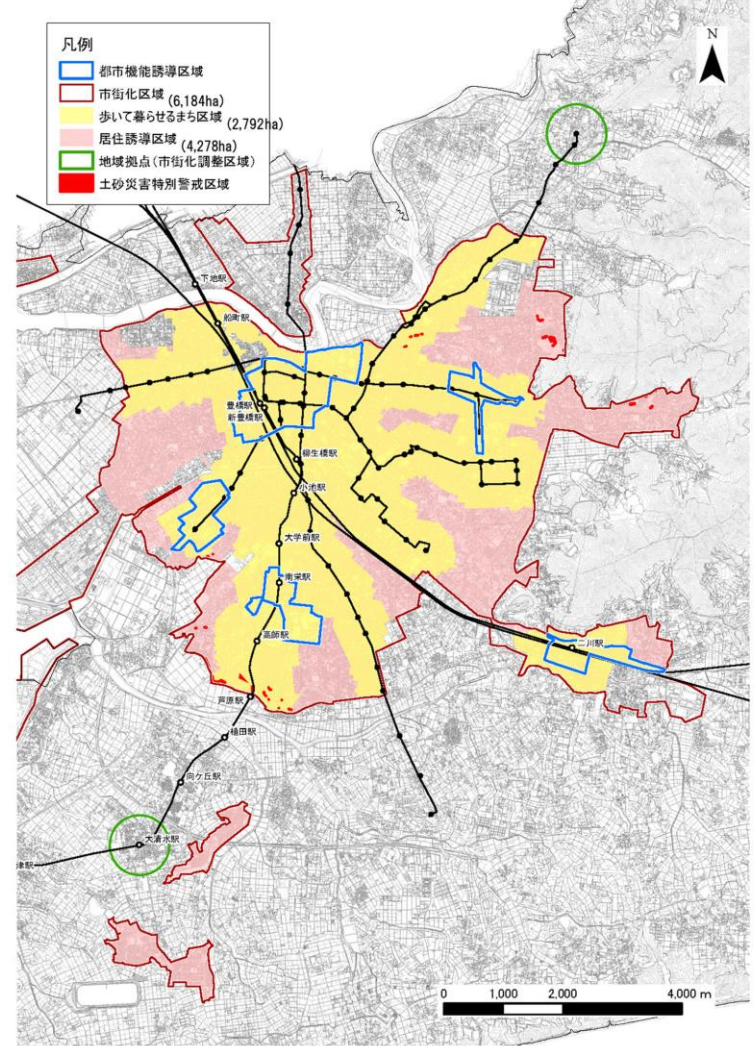 凡例
都市機能誘導区域
市街化区域 (6,184ha)
歩いて暮らせるまち区域 (2,792ha)
居住誘導区域 (4,278ha)
地域拠点(市街化調整区域)
土砂災害特別警戒区域
N
下地駅
船町駅
豊橋駅
新豊橋駅
柳生橋駅
小池駅
大学前駅
南栄駅
高師駅
二川駅
芦原駅
植田駅
向ケ丘駅
大清水駅
津駅
0 1,000 2,000 4,000 m